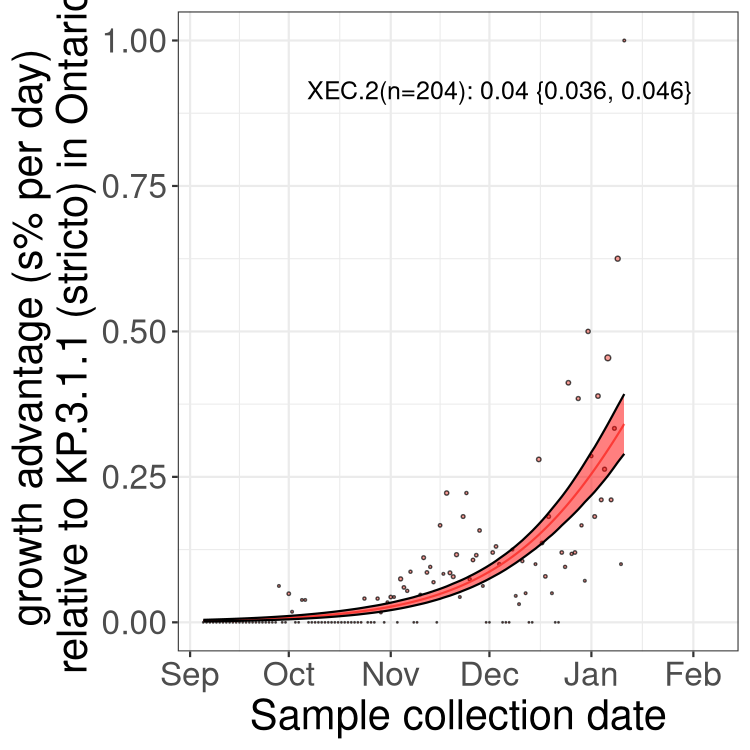 growth advantage (s% per day)
relative to KP.3.1.1 (stricto) in Ontario
1.00
0.75
0.50
0.25
0.00
XEC.2(n=204): 0.04 {0.036, 0.046}
Sep Oct Nov Dec Jan Feb
Sample collection date